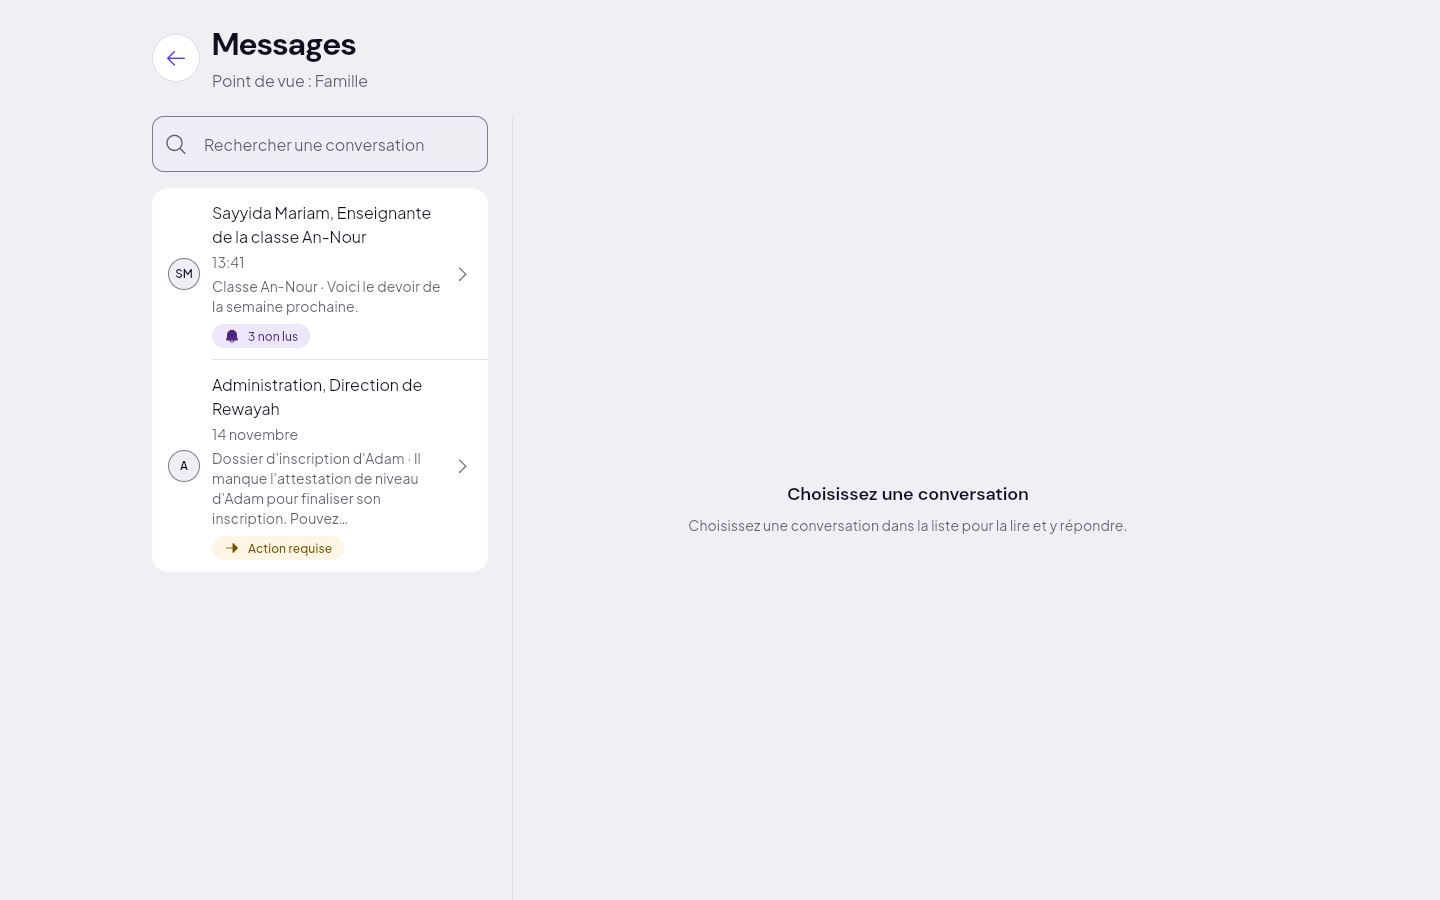 Messages
Point de vue : Famille
Rechercher une conversation
Sayyida Mariam, Enseignante
de la classe An-Nour
13:41
SM
Classe An-Nour · Voici le devoir de
la semaine prochaine.
3 non lus
Administration, Direction de
Rewayah
14 novembre
A
Dossier d'inscription d'Adam · Il
manque l'attestation de niveau
d'Adam pour finaliser son
inscription. Pouvez…
Action requise
Choisissez une conversation
Choisissez une conversation dans la liste pour la lire et y répondre.